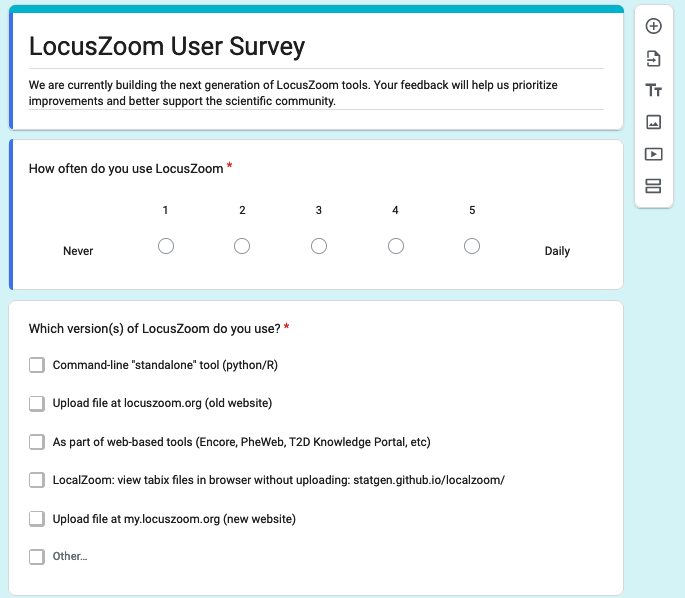 LocusZoom User Survey
We are currently building the next generation of LocusZoom tools. Your feedback will help us prioritize
improvements and better support the scientific community.
How often do you use LocusZoom *
1 2 3 4 5
Never Daily
Which version(s) of LocusZoom do you use? *
Command-line "standalone" tool (python/R)
Upload file at locuszoom.org (old website)
As part of web-based tools (Encore, PheWeb, T2D Knowledge Portal, etc)
LocalZoom: view tabix files in browser without uploading: statgen.github.io/localzoom/
Upload file at my.locuszoom.org (new website)
Other...